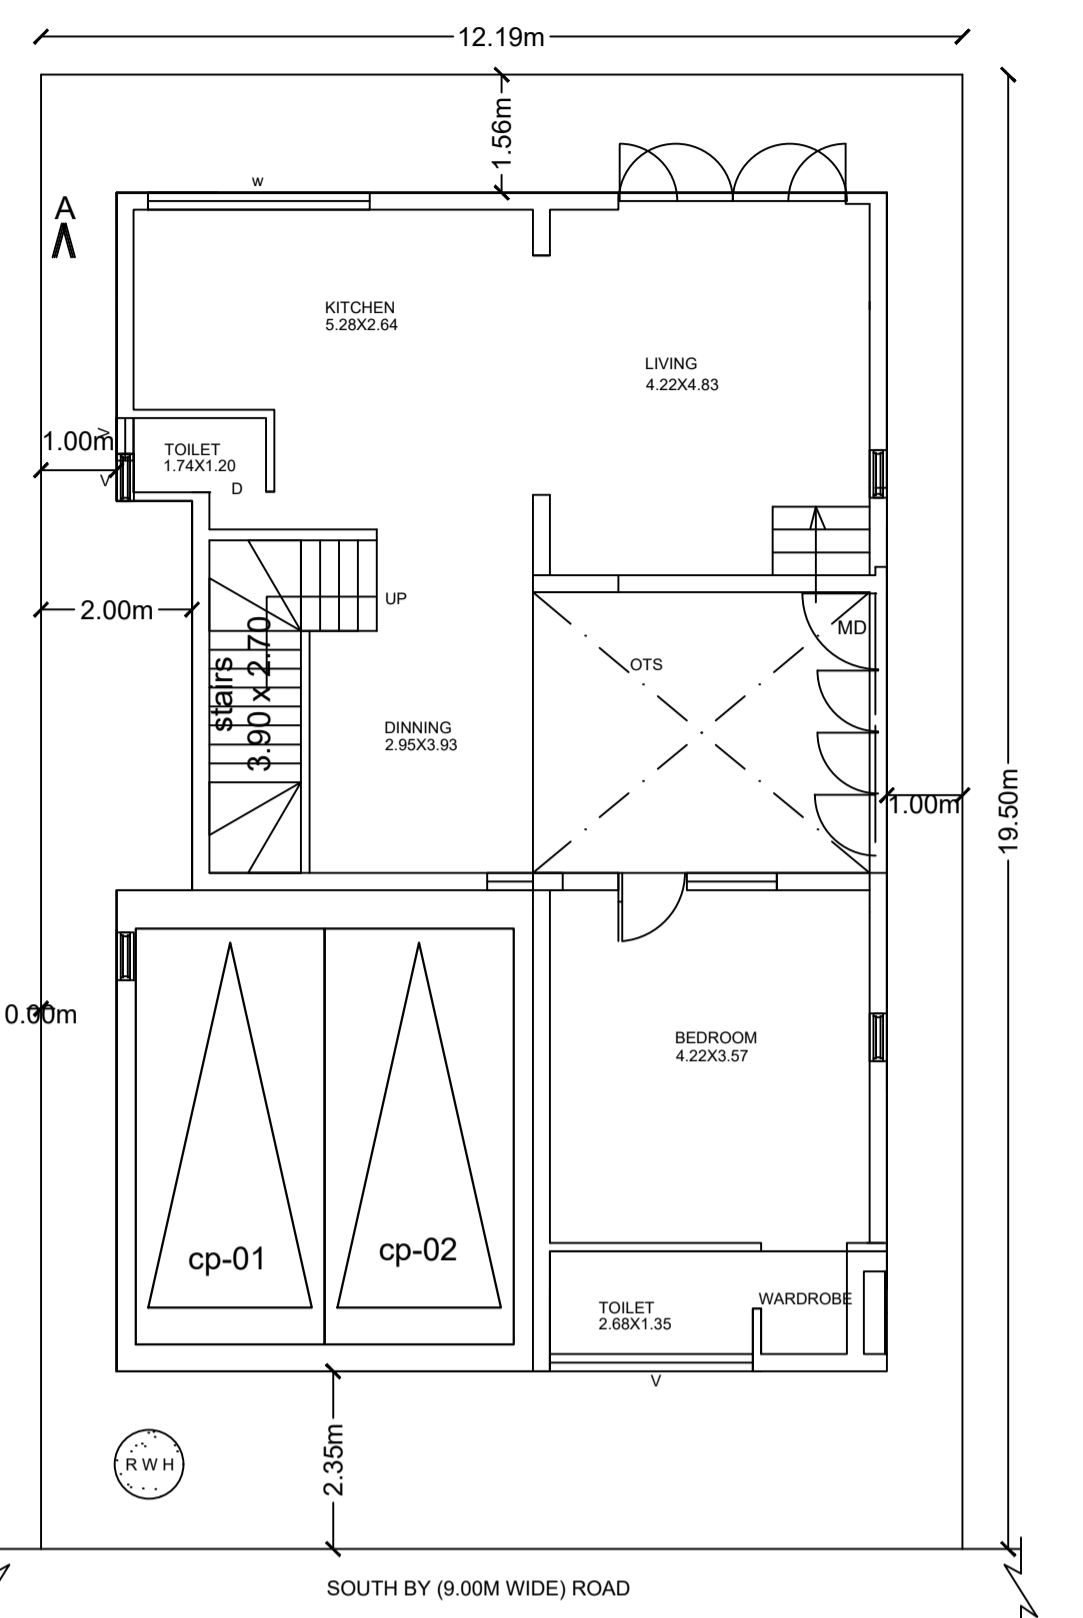 12.19m
1.56m
w
A
KITCHEN
5.28X2.64
LIVING
4.22X4.83
V
1.00m
V
TOILET
1.74X1.20
D
2.00m
UP
stairs
3.90 x 2.70
MD
OTS
DINNING
2.95X3.93
1.00m
19.50m
0.00m
BEDROOM
4.22X3.57
cp-01
cp-02
WARDROBE
TOILET
2.68X1.35
V
2.35m
R W H
SOUTH BY (9.00M WIDE) ROAD